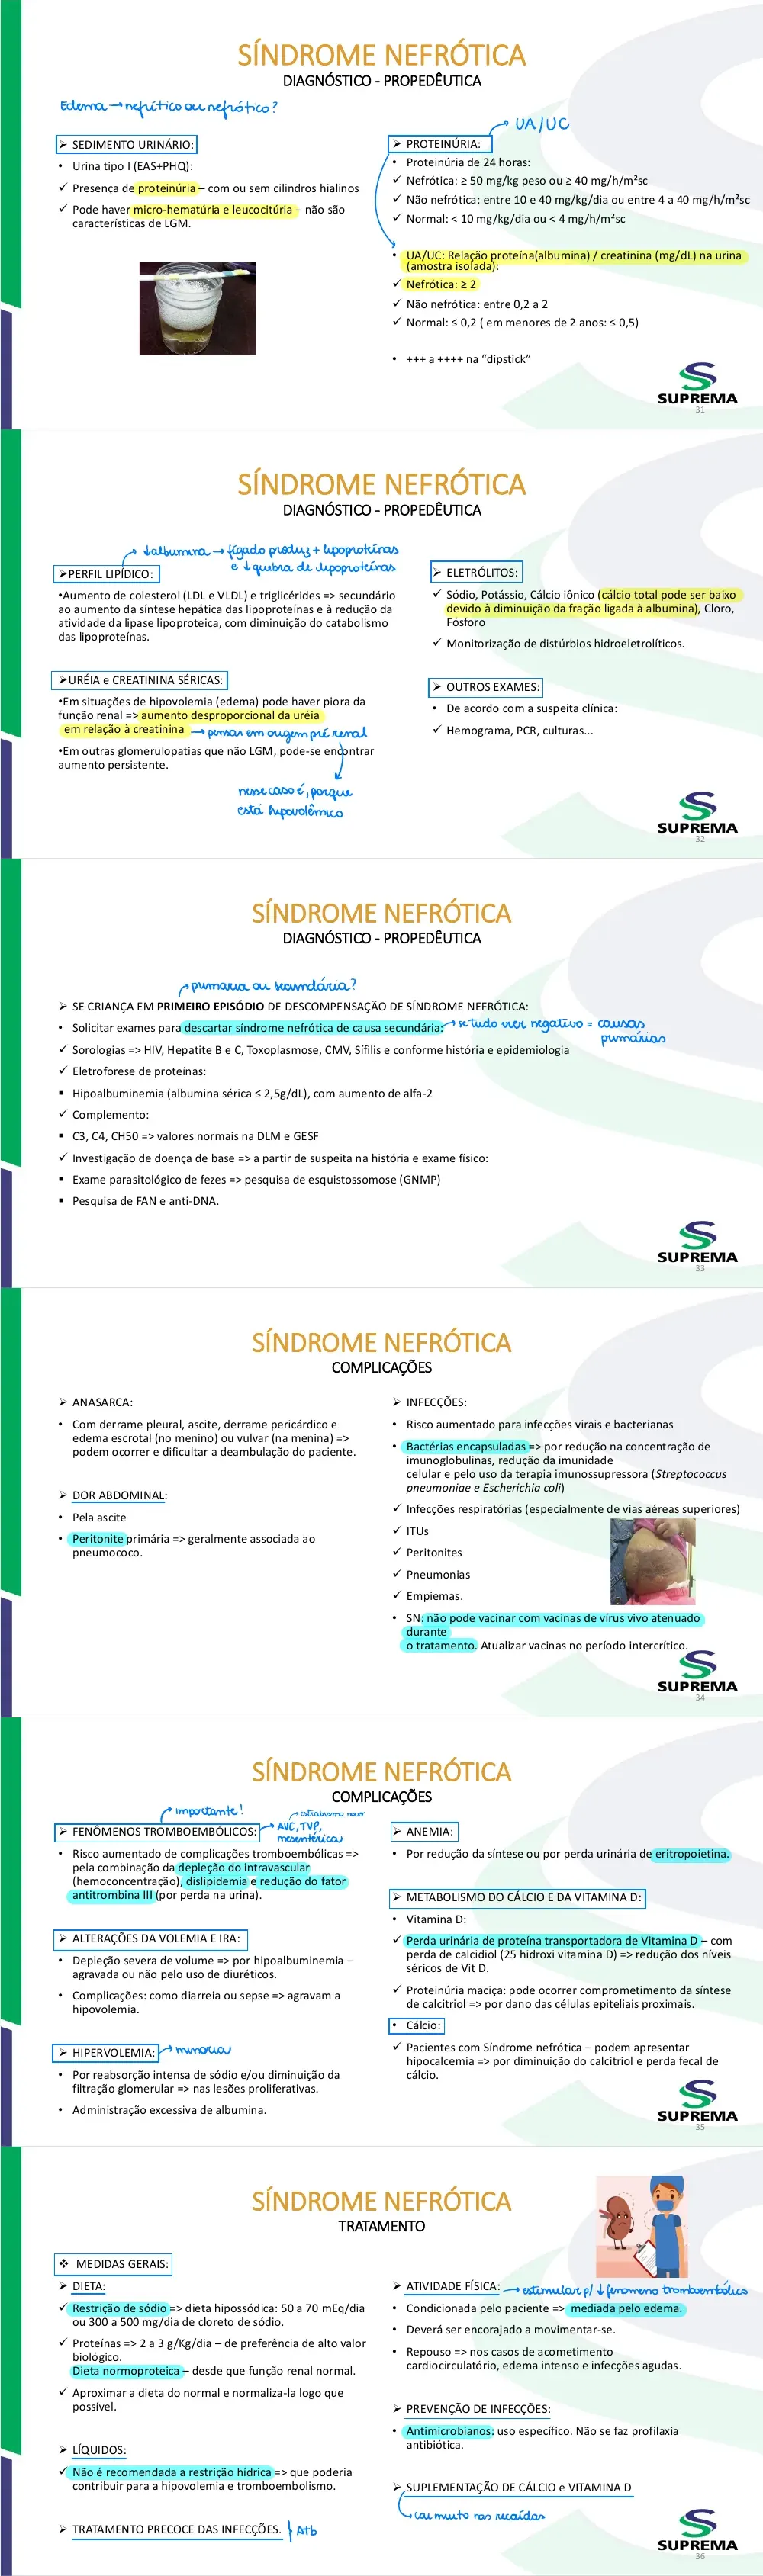 SÍNDROME NEFRÓTICA
DIAGNÓSTICO - PROPEDÊUTICA
Edema → nefrítico ou nefrótico?
➢ SEDIMENTO URINÁRIO:
• Urina tipo I (EAS+PHQ):
✓ Presença de proteinúria – com ou sem cilindros hialinos
✓ Pode haver micro-hematúria e leucocitúria – não são
características de LGM.
→ UA/UC
➢ PROTEINÚRIA:
• Proteinúria de 24 horas:
✓ Nefrótica: ≥ 50 mg/kg peso ou ≥ 40 mg/h/m²sc
✓ Não nefrótica: entre 10 e 40 mg/kg/dia ou entre 4 a 40 mg/h/m²sc
✓ Normal: < 10 mg/kg/dia ou < 4 mg/h/m²sc
• UA/UC: Relação proteína(albumina) / creatinina (mg/dL) na urina
(amostra isolada):
✓ Nefrótica: ≥ 2
✓ Não nefrótica: entre 0,2 a 2
✓ Normal: ≤ 0,2 ( em menores de 2 anos: ≤ 0,5)
• +++ a ++++ na “dipstick”
SUPREMA
31
SÍNDROME NEFRÓTICA
DIAGNÓSTICO - PROPEDÊUTICA
↓albumina → fígado produz + lipoproteínas
e ↓ quebra de lipoproteínas
➢PERFIL LIPÍDICO:
•Aumento de colesterol (LDL e VLDL) e triglicérides => secundário
ao aumento da síntese hepática das lipoproteínas e à redução da
atividade da lipase lipoproteica, com diminuição do catabolismo
das lipoproteínas.
➢URÉIA e CREATININA SÉRICAS:
•Em situações de hipovolemia (edema) pode haver piora da
função renal => aumento desproporcional da uréia
em relação à creatinina → pensar em origem pré renal
•Em outras glomerulopatias que não LGM, pode-se encontrar
aumento persistente.
nesse caso é, porque
está hipovolêmico
➢ ELETRÓLITOS:
✓ Sódio, Potássio, Cálcio iônico (cálcio total pode ser baixo
devido à diminuição da fração ligada à albumina), Cloro,
Fósforo
✓ Monitorização de distúrbios hidroeletrolíticos.
➢ OUTROS EXAMES:
• De acordo com a suspeita clínica:
✓ Hemograma, PCR, culturas...
SUPREMA
32
SÍNDROME NEFRÓTICA
DIAGNÓSTICO - PROPEDÊUTICA
→ primaria ou secundária?
➢ SE CRIANÇA EM PRIMEIRO EPISÓDIO DE DESCOMPENSAÇÃO DE SÍNDROME NEFRÓTICA:
• Solicitar exames para descartar síndrome nefrótica de causa secundária: → se tudo vier negativo = causas
primárias
✓ Sorologias => HIV, Hepatite B e C, Toxoplasmose, CMV, Sífilis e conforme história e epidemiologia
✓ Eletroforese de proteínas:
▪ Hipoalbuminemia (albumina sérica ≤ 2,5g/dL), com aumento de alfa-2
✓ Complemento:
▪ C3, C4, CH50 => valores normais na DLM e GESF
✓ Investigação de doença de base => a partir de suspeita na história e exame físico:
▪ Exame parasitológico de fezes => pesquisa de esquistossomose (GNMP)
▪ Pesquisa de FAN e anti-DNA.
SUPREMA
33
SÍNDROME NEFRÓTICA
COMPLICAÇÕES
➢ ANASARCA:
• Com derrame pleural, ascite, derrame pericárdico e
edema escrotal (no menino) ou vulvar (na menina) =>
podem ocorrer e dificultar a deambulação do paciente.
➢ DOR ABDOMINAL:
• Pela ascite
• Peritonite primária => geralmente associada ao
pneumococo.
➢ INFECÇÕES:
• Risco aumentado para infecções virais e bacterianas
• Bactérias encapsuladas => por redução na concentração de
imunoglobulinas, redução da imunidade
celular e pelo uso da terapia imunossupressora (Streptococcus
pneumoniae e Escherichia coli)
✓ Infecções respiratórias (especialmente de vias aéreas superiores)
✓ ITUs
✓ Peritonites
✓ Pneumonias
✓ Empiemas.
• SN: não pode vacinar com vacinas de vírus vivo atenuado
durante
o tratamento. Atualizar vacinas no período intercrítico.
SUPREMA
34
SÍNDROME NEFRÓTICA
COMPLICAÇÕES
→ importante!
→ estrabismo novo
➢ FENÔMENOS TROMBOEMBÓLICOS: → AVC, TVP,
mesentérica
• Risco aumentado de complicações tromboembólicas =>
pela combinação da depleção do intravascular
(hemoconcentração), dislipidemia e redução do fator
antitrombina III (por perda na urina).
➢ ALTERAÇÕES DA VOLEMIA E IRA:
• Depleção severa de volume => por hipoalbuminemia –
agravada ou não pelo uso de diuréticos.
• Complicações: como diarreia ou sepse => agravam a
hipovolemia.
➢ HIPERVOLEMIA: → minoria
• Por reabsorção intensa de sódio e/ou diminuição da
filtração glomerular => nas lesões proliferativas.
• Administração excessiva de albumina.
➢ ANEMIA:
• Por redução da síntese ou por perda urinária de eritropoietina.
➢ METABOLISMO DO CÁLCIO E DA VITAMINA D:
• Vitamina D:
✓ Perda urinária de proteína transportadora de Vitamina D – com
perda de calcidiol (25 hidroxi vitamina D) => redução dos níveis
séricos de Vit D.
✓ Proteinúria maciça: pode ocorrer comprometimento da síntese
de calcitriol => por dano das células epiteliais proximais.
• Cálcio:
✓ Pacientes com Síndrome nefrótica – podem apresentar
hipocalcemia => por diminuição do calcitriol e perda fecal de
cálcio.
SUPREMA
35
SÍNDROME NEFRÓTICA
TRATAMENTO
❖ MEDIDAS GERAIS:
➢ DIETA:
✓ Restrição de sódio => dieta hipossódica: 50 a 70 mEq/dia
ou 300 a 500 mg/dia de cloreto de sódio.
✓ Proteínas => 2 a 3 g/Kg/dia – de preferência de alto valor
biológico.
Dieta normoproteica – desde que função renal normal.
✓ Aproximar a dieta do normal e normaliza-la logo que
possível.
➢ LÍQUIDOS:
✓ Não é recomendada a restrição hídrica => que poderia
contribuir para a hipovolemia e tromboembolismo.
➢ TRATAMENTO PRECOCE DAS INFECÇÕES. } Atb
➢ ATIVIDADE FÍSICA: → estimular p/ ↓ fenomeno tromboembólico
• Condicionada pelo paciente => mediada pelo edema.
• Deverá ser encorajado a movimentar-se.
• Repouso => nos casos de acometimento
cardiocirculatório, edema intenso e infecções agudas.
➢ PREVENÇÃO DE INFECÇÕES:
• Antimicrobianos: uso específico. Não se faz profilaxia
antibiótica.
➢ SUPLEMENTAÇÃO DE CÁLCIO e VITAMINA D
→ cai muito nas recaídas
SUPREMA
36